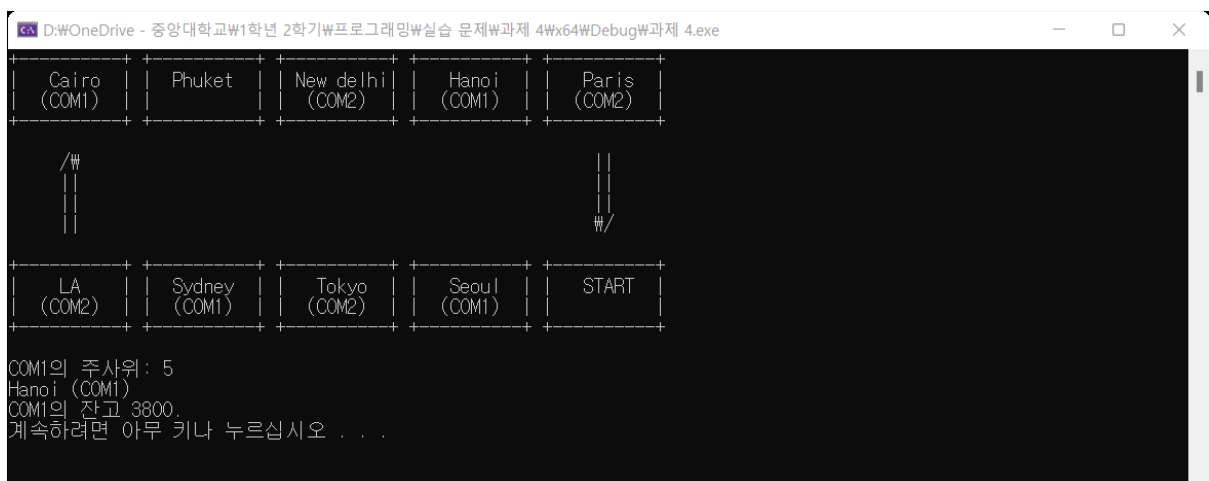 D:₩OneDrive - 중앙대학교₩1학년 2학기₩프로그래밍₩실습 문제₩과제 4₩x64₩Debug₩과제 4.exe
+----------+ +----------+ +----------+ +----------+ +----------+
|   Cairo  | |  Phuket  | | New delhi| |   Hanoi  | |   Paris  |
|  (COM1)  | |          | |  (COM2)  | |  (COM1)  | |  (COM2)  |
+----------+ +----------+ +----------+ +----------+ +----------+
/₩ ||
|| ||
|| ||
|| ₩/
+----------+ +----------+ +----------+ +----------+ +----------+
|    LA    | |  Sydney  | |   Tokyo  | |   Seoul  | |   START  |
|  (COM2)  | |  (COM1)  | |  (COM2)  | |  (COM1)  | |          |
+----------+ +----------+ +----------+ +----------+ +----------+
COM1의 주사위: 5
Hanoi (COM1)
COM1의 잔고 3800.
계속하려면 아무 키나 누르십시오 . . .